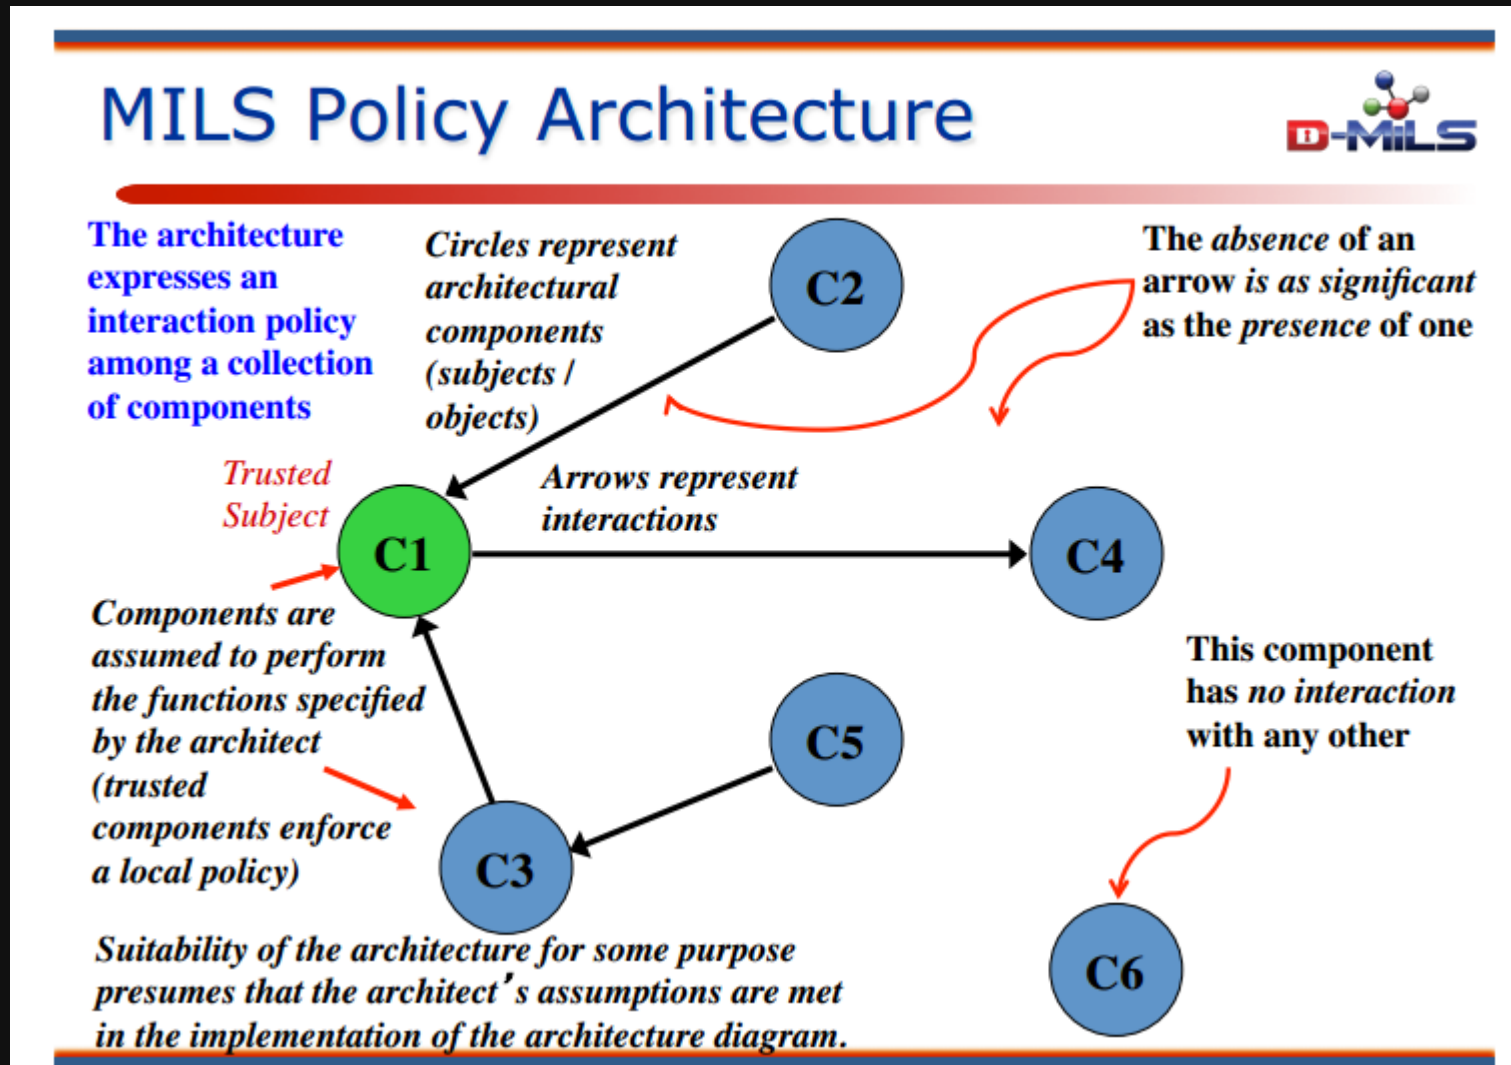 MILS Policy Architecture
D-MILS
The architecture
expresses an
interaction policy
among a collection
of components
Circles represent
architectural
components
(subjects /
objects)
C2
The absence of an
arrow is as significant
as the presence of one
Trusted
Subject
Arrows represent
interactions
C1
C4
Components are
assumed to perform
the functions specified
by the architect
(trusted
components enforce
a local policy)
This component
has no interaction
with any other
C5
C3
C6
Suitability of the architecture for some purpose
presumes that the architect's assumptions are met
in the implementation of the architecture diagram.